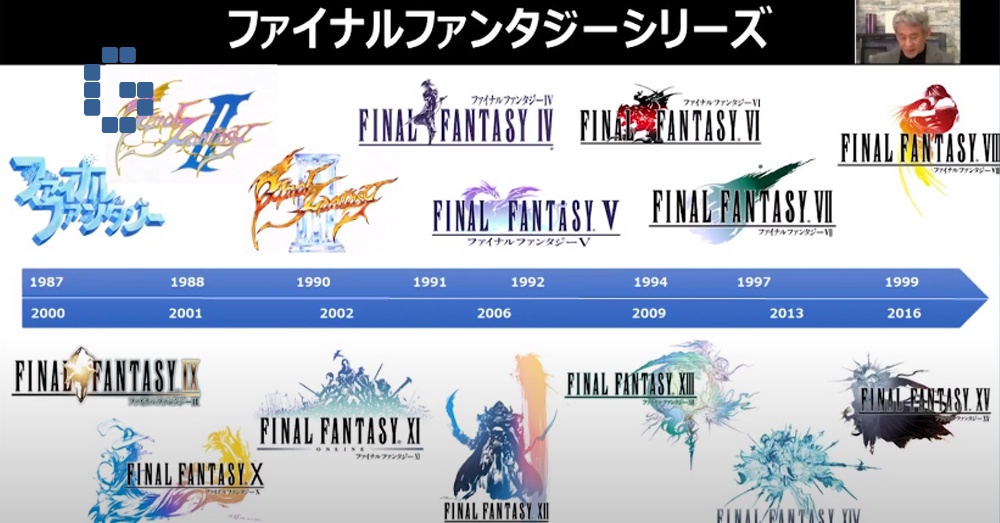 ファイナルファンタジーシリーズ
Final Fantasy II
ファイナル
ファンタジー
Final Fantasy III
ファイナルファンタジーIV
FINAL FANTASY IV
ファイナルファンタジーV
FINAL FANTASY V
ファイナルファンタジーVI
FINAL FANTASY VI
FINAL FANTASY VII
ファイナルファンタジーVII
FINAL FANTASY VIII
ファイナルファンタジーVIII
1987 1988 1990 1991 1992 1994 1997 1999
2000 2001 2002 2006 2009 2013 2016
FINAL FANTASY IX
ファイナルファンタジーIX
FINAL FANTASY X
ファイナルファンタジーX
FINAL FANTASY XI
ONLINE
ファイナルファンタジーXI
FINAL FANTASY XII
FINAL FANTASY XIII
ファイナルファンタジーXIII
FINAL FANTASY XIV
FINAL FANTASY XV
ファイナルファンタジーXV